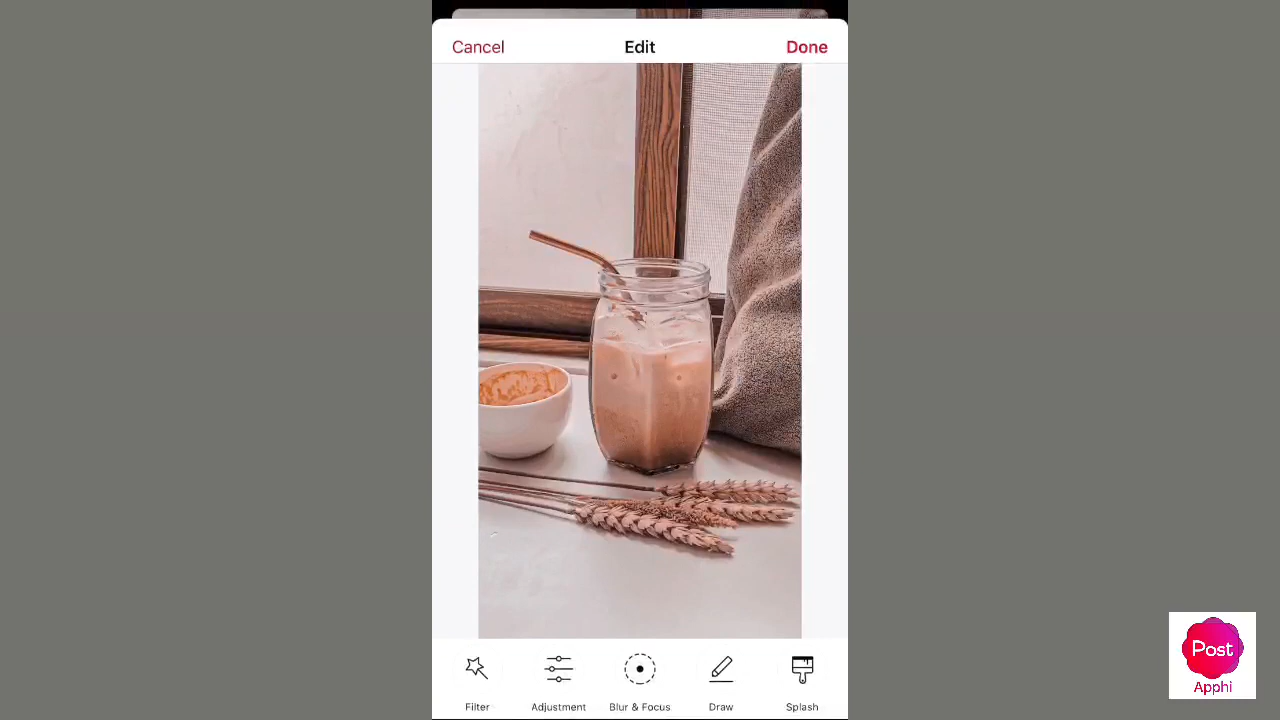 Cancel
Edit
Done
Filter
Adjustment
Blur & Focus
Draw
Splash
Post
Apphi